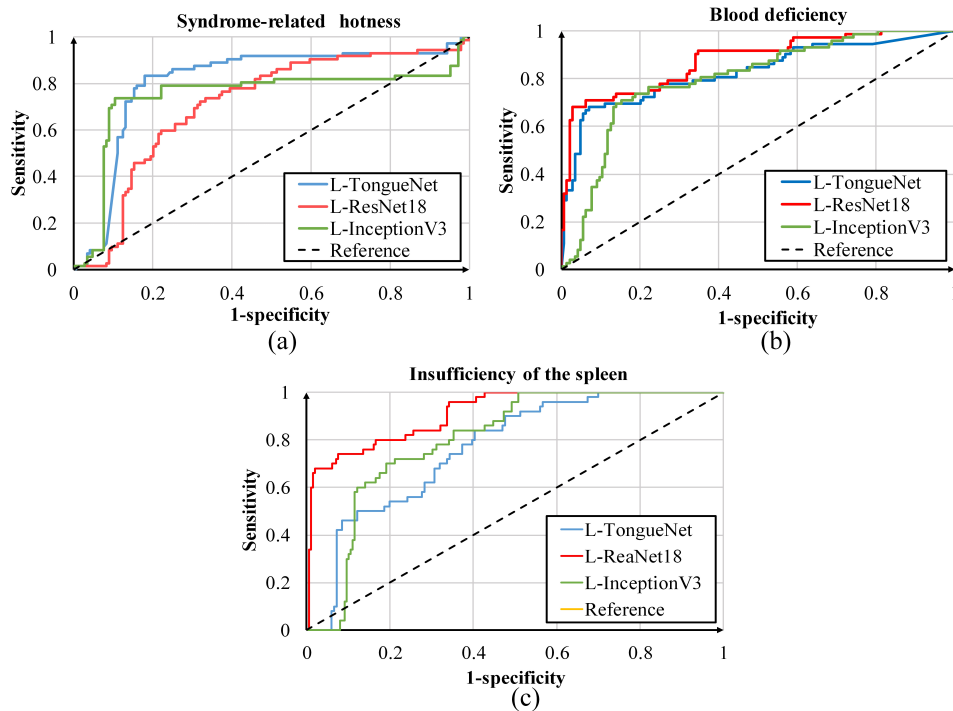 Syndrome-related hotness
Sensitivity
1
0.8
0.6
0.4
0.2
0
L-TongueNet
L-ResNet18
L-InceptionV3
Reference
0
0.2
0.4
0.6
0.8
1
1-specificity
(a)
Blood deficiency
Sensitivity
1
0.8
0.6
0.4
0.2
0
L-TongueNet
L-ResNet18
L-InceptionV3
Reference
0
0.2
0.4
0.6
0.8
1
1-specificity
(b)
Insufficiency of the spleen
Sensitivity
1
0.8
0.6
0.4
0.2
0
L-TongueNet
L-ReaNet18
L-InceptionV3
Reference
0
0.2
0.4
0.6
0.8
1
1-specificity
(c)